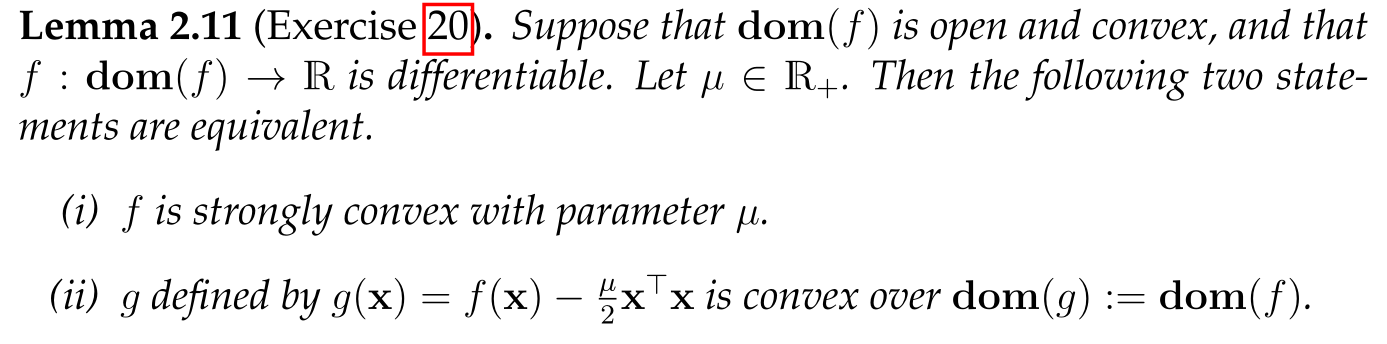 Lemma 2.11 (Exercise 20). Suppose that dom(f) is open and convex, and that
f : dom(f) → ℝ is differentiable. Let μ ∈ ℝ₊. Then the following two state-
ments are equivalent.
(i) f is strongly convex with parameter μ.
(ii) g defined by g(x) = f(x) − μ/2 x⊤x is convex over dom(g) := dom(f).